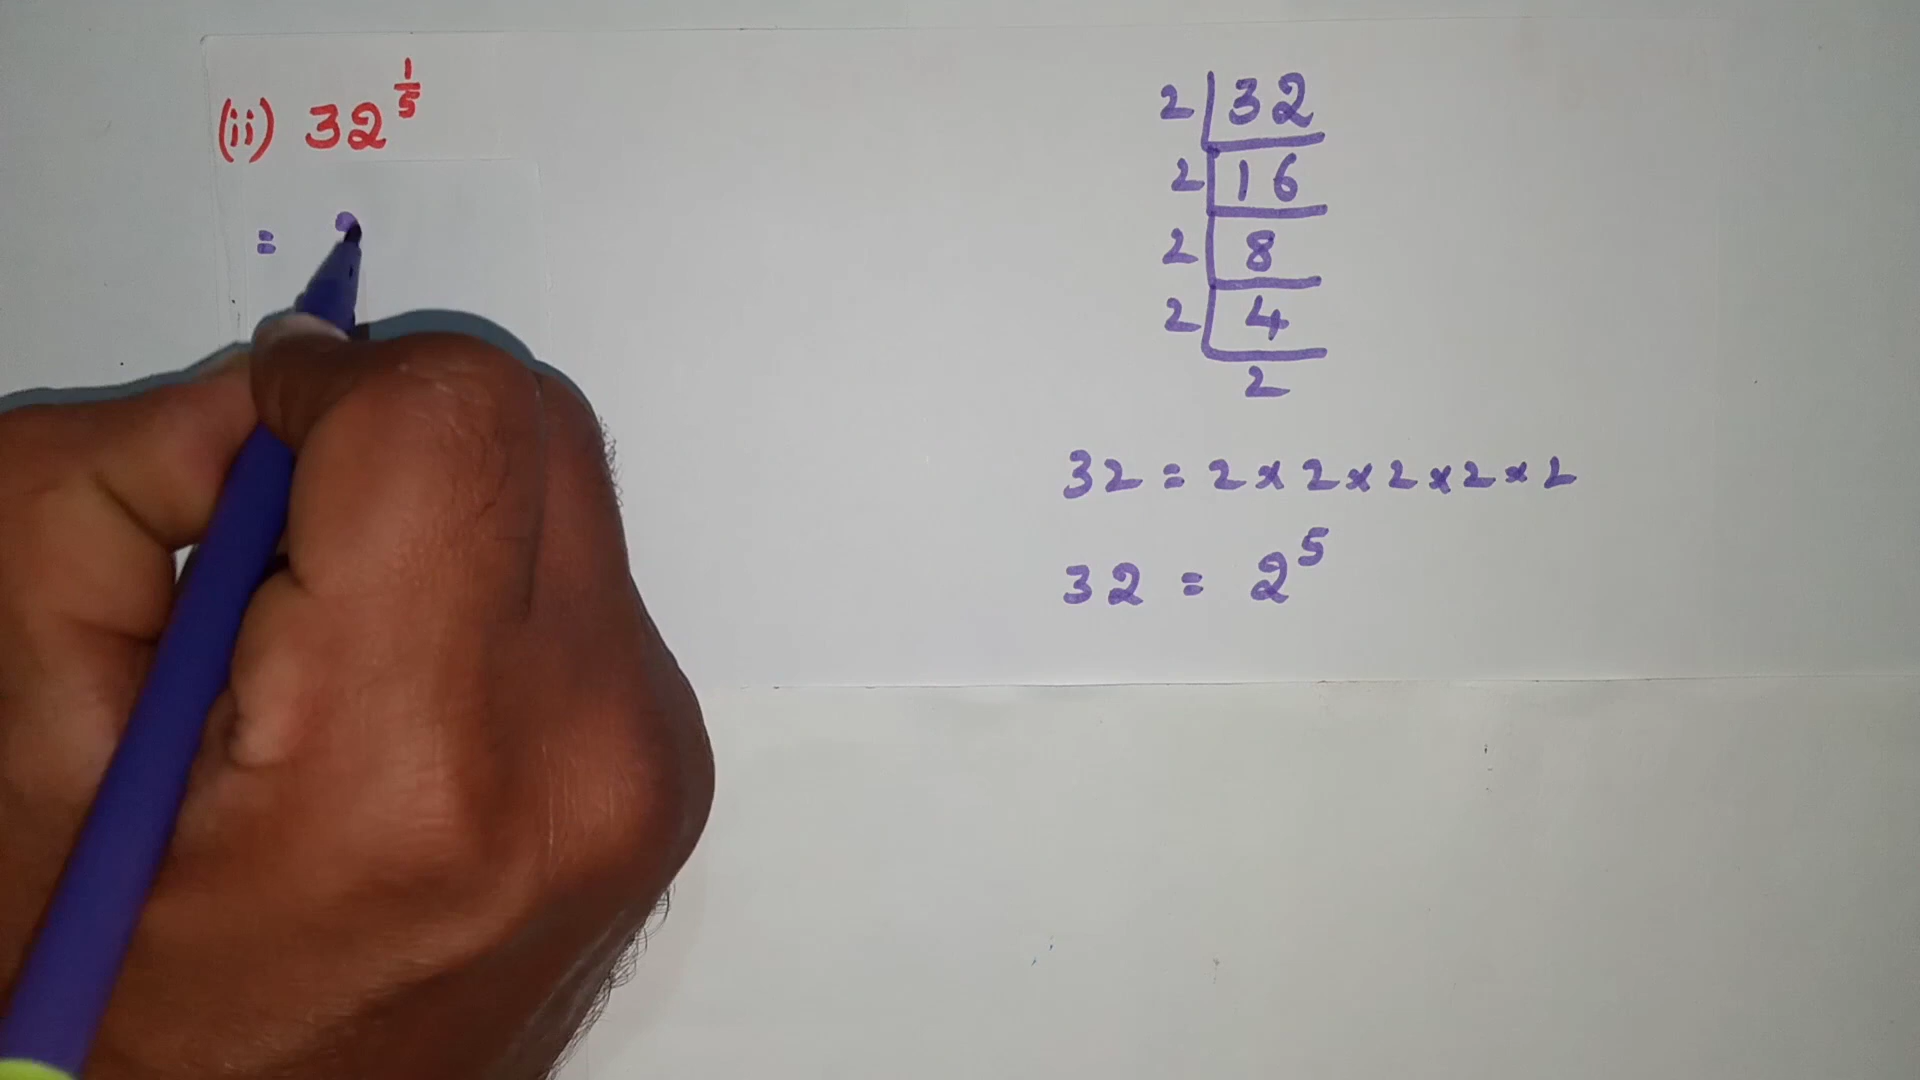 (ii) 32^(1/5)
=
2 | 32
2 | 16
2 | 8
2 | 4
2
32 = 2 × 2 × 2 × 2 × 2
32 = 2^5